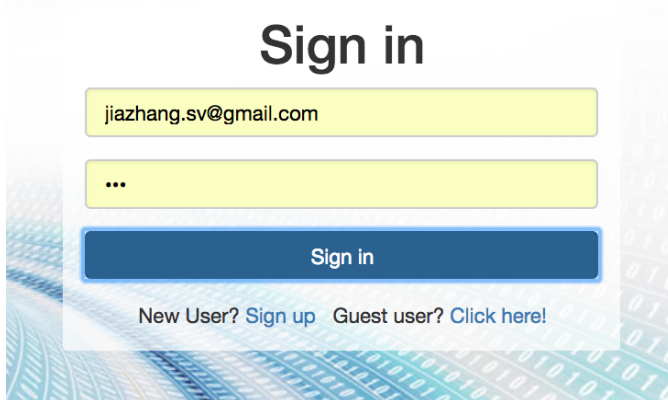 Sign in
jiazhang.sv@gmail.com
•••
Sign in
New User? Sign up Guest user? Click here!